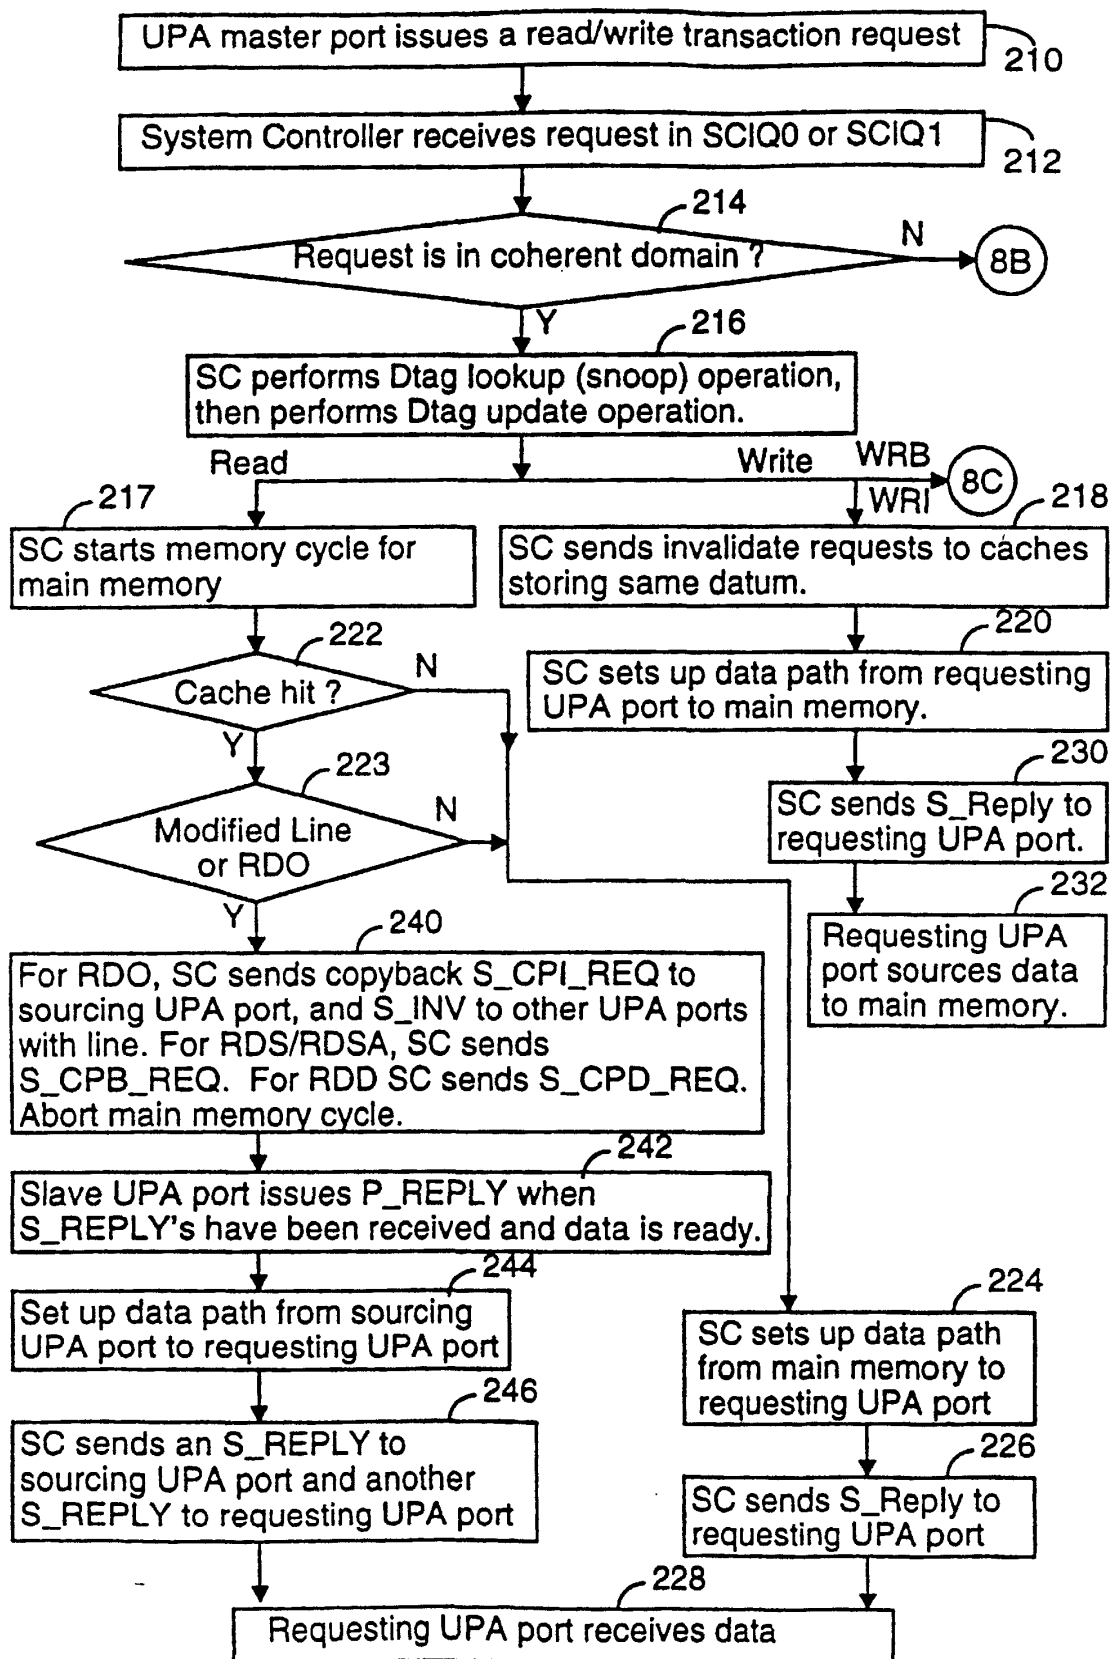 UPA master port issues a read/write transaction request
210
System Controller receives request in SCIQ0 or SCIQ1
212
214
Request is in coherent domain ?
N
8B
Y
216
SC performs Dtag lookup (snoop) operation,
then performs Dtag update operation.
Read
Write
WRB
8C
WRI
217
SC starts memory cycle for
main memory
218
SC sends invalidate requests to caches
storing same datum.
222
Cache hit ?
N
Y
220
SC sets up data path from requesting
UPA port to main memory.
223
Modified Line
or RDO
N
Y
230
SC sends S_Reply to
requesting UPA port.
232
Requesting UPA
port sources data
to main memory.
240
For RDO, SC sends copyback S_CPI_REQ to
sourcing UPA port, and S_INV to other UPA ports
with line. For RDS/RDSA, SC sends
S_CPB_REQ. For RDD SC sends S_CPD_REQ.
Abort main memory cycle.
242
Slave UPA port issues P_REPLY when
S_REPLY's have been received and data is ready.
244
Set up data path from sourcing
UPA port to requesting UPA port
224
SC sets up data path
from main memory to
requesting UPA port
246
SC sends an S_REPLY to
sourcing UPA port and another
S_REPLY to requesting UPA port
226
SC sends S_Reply to
requesting UPA port
228
Requesting UPA port receives data